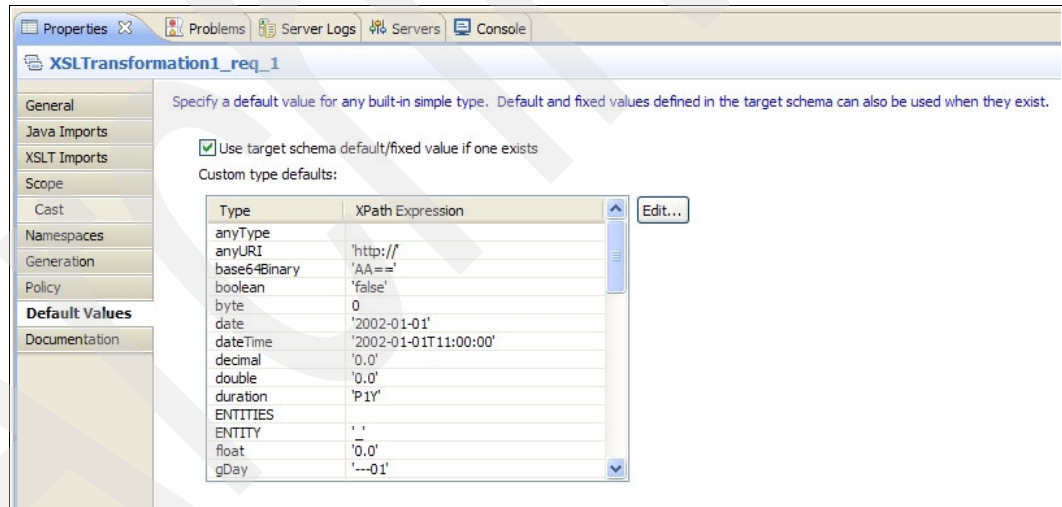 Properties Problems Server Logs Servers Console
XSLTransformation1_req_1
General
Java Imports
XSLT Imports
Scope
Cast
Namespaces
Generation
Policy
Default Values
Documentation
Specify a default value for any built-in simple type. Default and fixed values defined in the target schema can also be used when they exist.
Use target schema default/fixed value if one exists
Custom type defaults:
Type XPath Expression
anyType
anyURI 'http://'
base64Binary 'AA=='
boolean 'false'
byte 0
date '2002-01-01'
dateTime '2002-01-01T11:00:00'
decimal '0.0'
double '0.0'
duration 'P1Y'
ENTITIES
ENTITY '_'
float '0.0'
gDay '---01'
Edit...